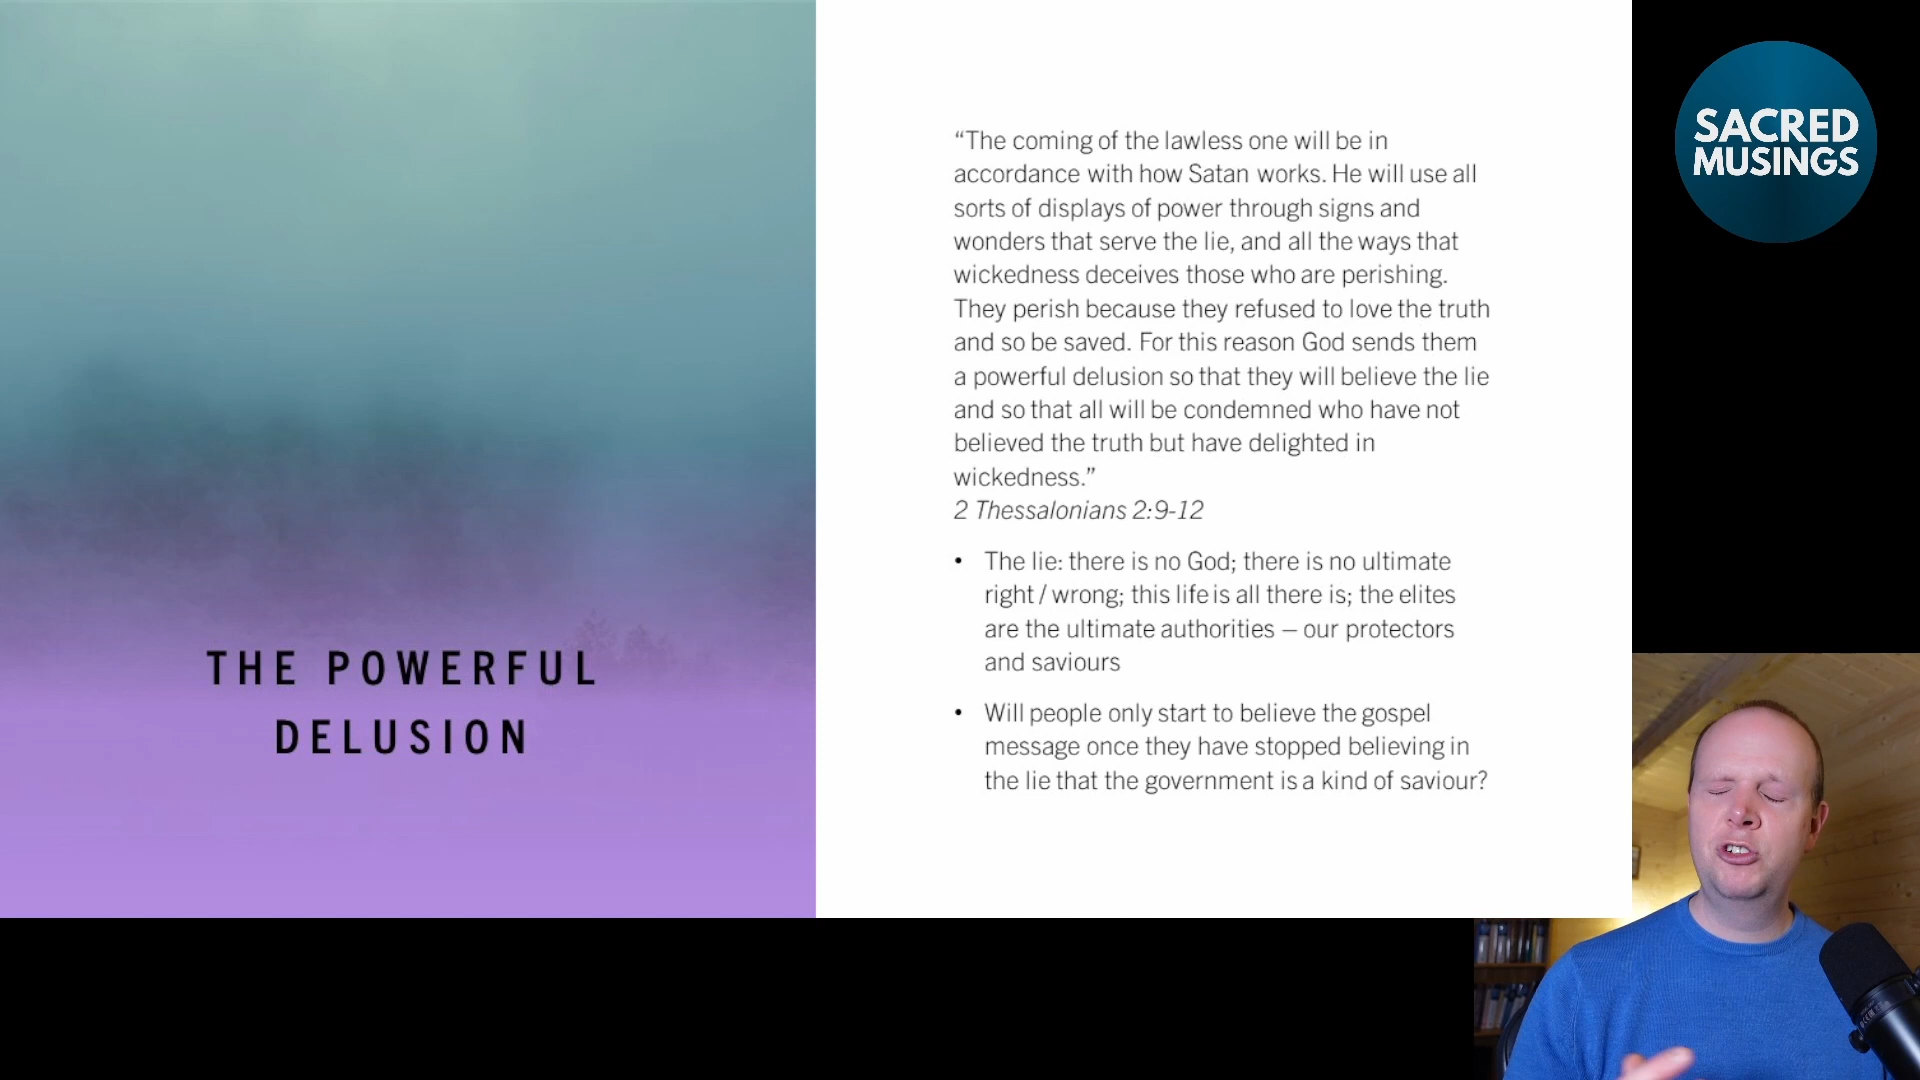 THE POWERFUL
DELUSION
“The coming of the lawless one will be in
accordance with how Satan works. He will use all
sorts of displays of power through signs and
wonders that serve the lie, and all the ways that
wickedness deceives those who are perishing.
They perish because they refused to love the truth
and so be saved. For this reason God sends them
a powerful delusion so that they will believe the lie
and so that all will be condemned who have not
believed the truth but have delighted in
wickedness.”
2 Thessalonians 2:9-12
• The lie: there is no God; there is no ultimate
right / wrong; this life is all there is; the elites
are the ultimate authorities – our protectors
and saviours
• Will people only start to believe the gospel
message once they have stopped believing in
the lie that the government is a kind of saviour?
SACRED
MUSINGS